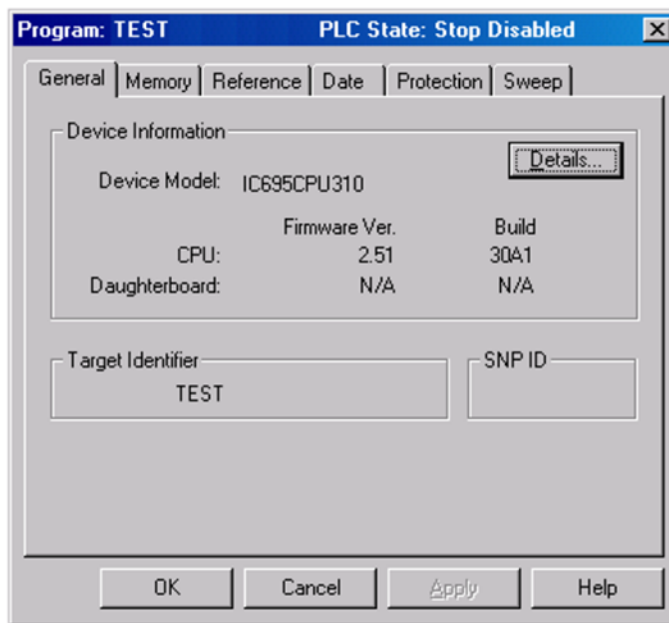 Program: TEST PLC State: Stop Disabled
General Memory Reference Date Protection Sweep
Device Information
Details...
Device Model: IC695CPU310
Firmware Ver. Build
CPU: 2.51 30A1
Daughterboard: N/A N/A
Target Identifier SNP ID
TEST
OK Cancel Apply Help